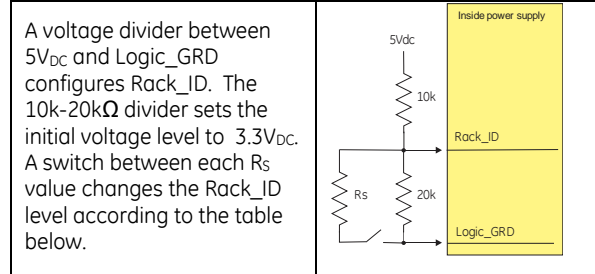 A voltage divider between
5VDC and Logic_GRD
configures Rack_ID. The
10k-20kΩ divider sets the
initial voltage level to 3.3VDC.
A switch between each RS
value changes the Rack_ID
level according to the table
below.
Inside power supply
5Vdc
10k
Rack_ID
Rs
20k
Logic_GRD